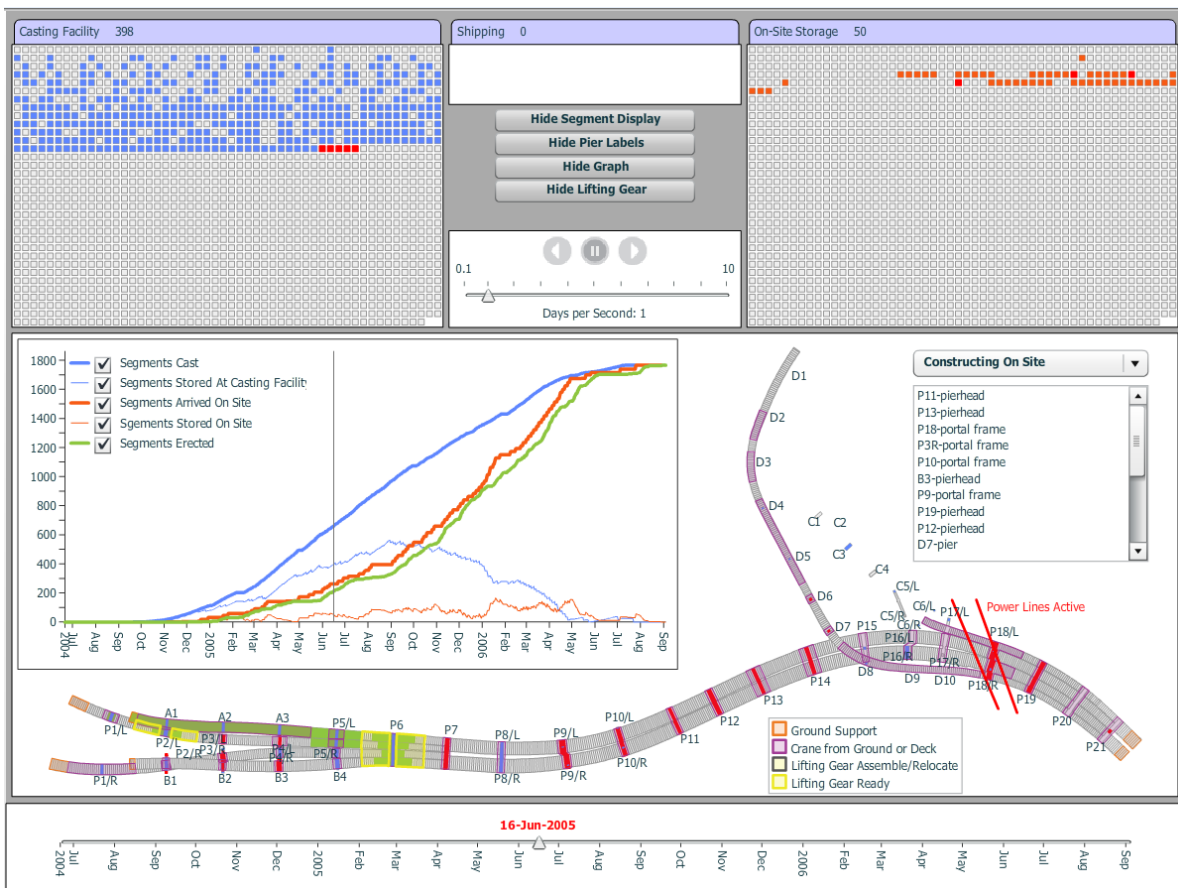 Casting Facility 398
Shipping 0
On-Site Storage 50
Hide Segment Display
Hide Pier Labels
Hide Graph
Hide Lifting Gear
0.1 10
Days per Second: 1
1800
1600
1400
1200
1000
800
600
400
200
0
Segments Cast
Segments Stored At Casting Facility
Segments Arrived On Site
Sgements Stored On Site
Segments Erected
Jul Aug Sep Oct Nov Dec 2005 Feb Mar Apr May Jun Jul Aug Sep Oct Nov Dec 2006 Feb Mar Apr May Jun Jul Aug Sep
2004
Constructing On Site
P11-pierhead
P13-pierhead
P18-portal frame
P3R-portal frame
P10-portal frame
B3-pierhead
P9-portal frame
P19-pierhead
P12-pierhead
D7-pier
D1
D2
D3
D4
D5
D6
D7
C1
C2
C3
C4
C5/L
C5/R
C6/L
C6/R
P17/L
Power Lines Active
P15
P16/L
P18/L
P16/R
P17/R
D8
D9
D10
P18/R
P19
P20
P21
P14
P13
P12
P11
P10/L
P10/R
P9/L
P9/R
P8/L
P8/R
P7
P6
P5/L
P5/R
B4
A3
P4/L
P4/R
B3
A2
P3/L
P3/R
B2
A1
P2/L
P2/R
B1
P1/L
P1/R
Ground Support
Crane from Ground or Deck
Lifting Gear Assemble/Relocate
Lifting Gear Ready
16-Jun-2005
2004 Jul Aug Sep Oct Nov Dec 2005 Feb Mar Apr May Jun Jul Aug Sep Oct Nov Dec 2006 Feb Mar Apr May Jun Jul Aug Sep